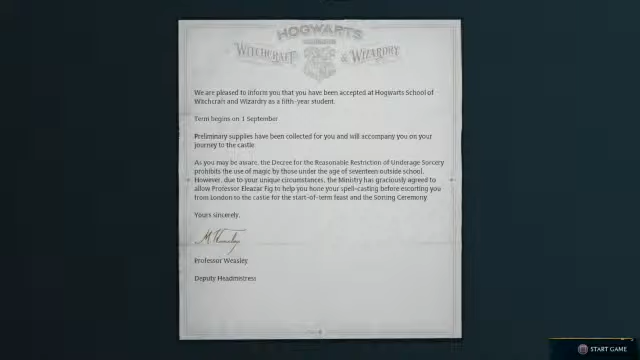 HOGWARTS
WITCHCRAFT & WIZARDRY
We are pleased to inform you that you have been accepted at Hogwarts School of
Witchcraft and Wizardry as a fifth-year student.
Term begins on 1 September
Preliminary supplies have been collected for you and will accompany you on your
journey to the castle
As you may be aware, the Decree for the Reasonable Restriction of Underage Sorcery
prohibits the use of magic by those under the age of seventeen outside school.
However, due to your unique circumstances, the Ministry has graciously agreed to
allow Professor Eleazar Fig to help you hone your spell-casting before escorting you
from London to the castle for the start-of-term feast and the Sorting Ceremony
Yours sincerely,
M Weasley
Professor Weasley
Deputy Headmistress
START GAME